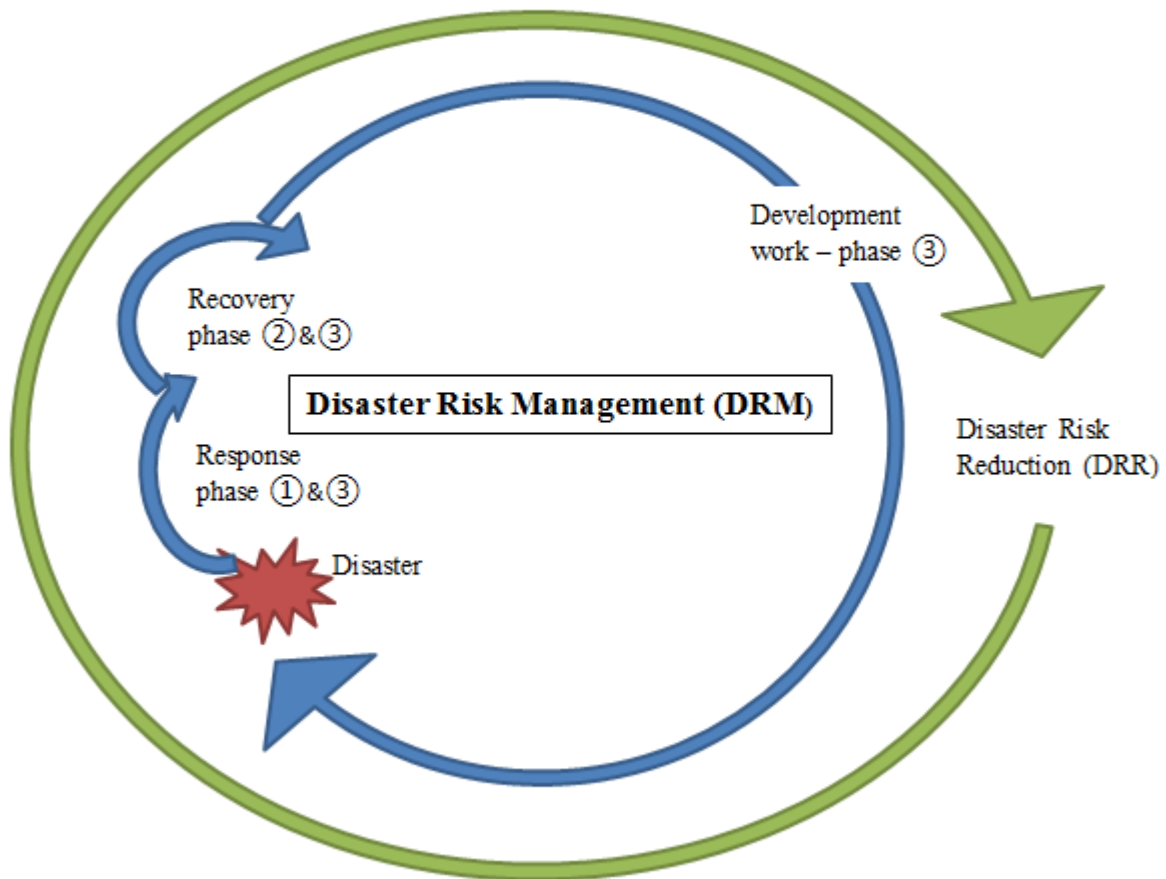 Development
work – phase ③
Recovery
phase ②&③
Disaster Risk Management (DRM)
Disaster Risk
Reduction (DRR)
Response
phase ①&③
Disaster